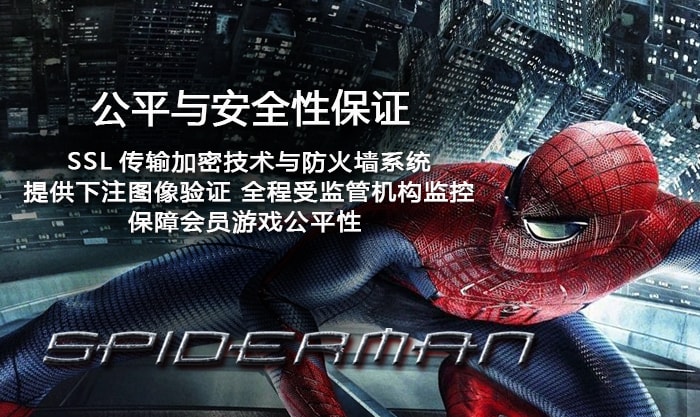 公平与安全性保证
SSL 传输加密技术与防火墙系统
提供下注图像验证 全程受监管机构监控
保障会员游戏公平性
SPIDERMAN